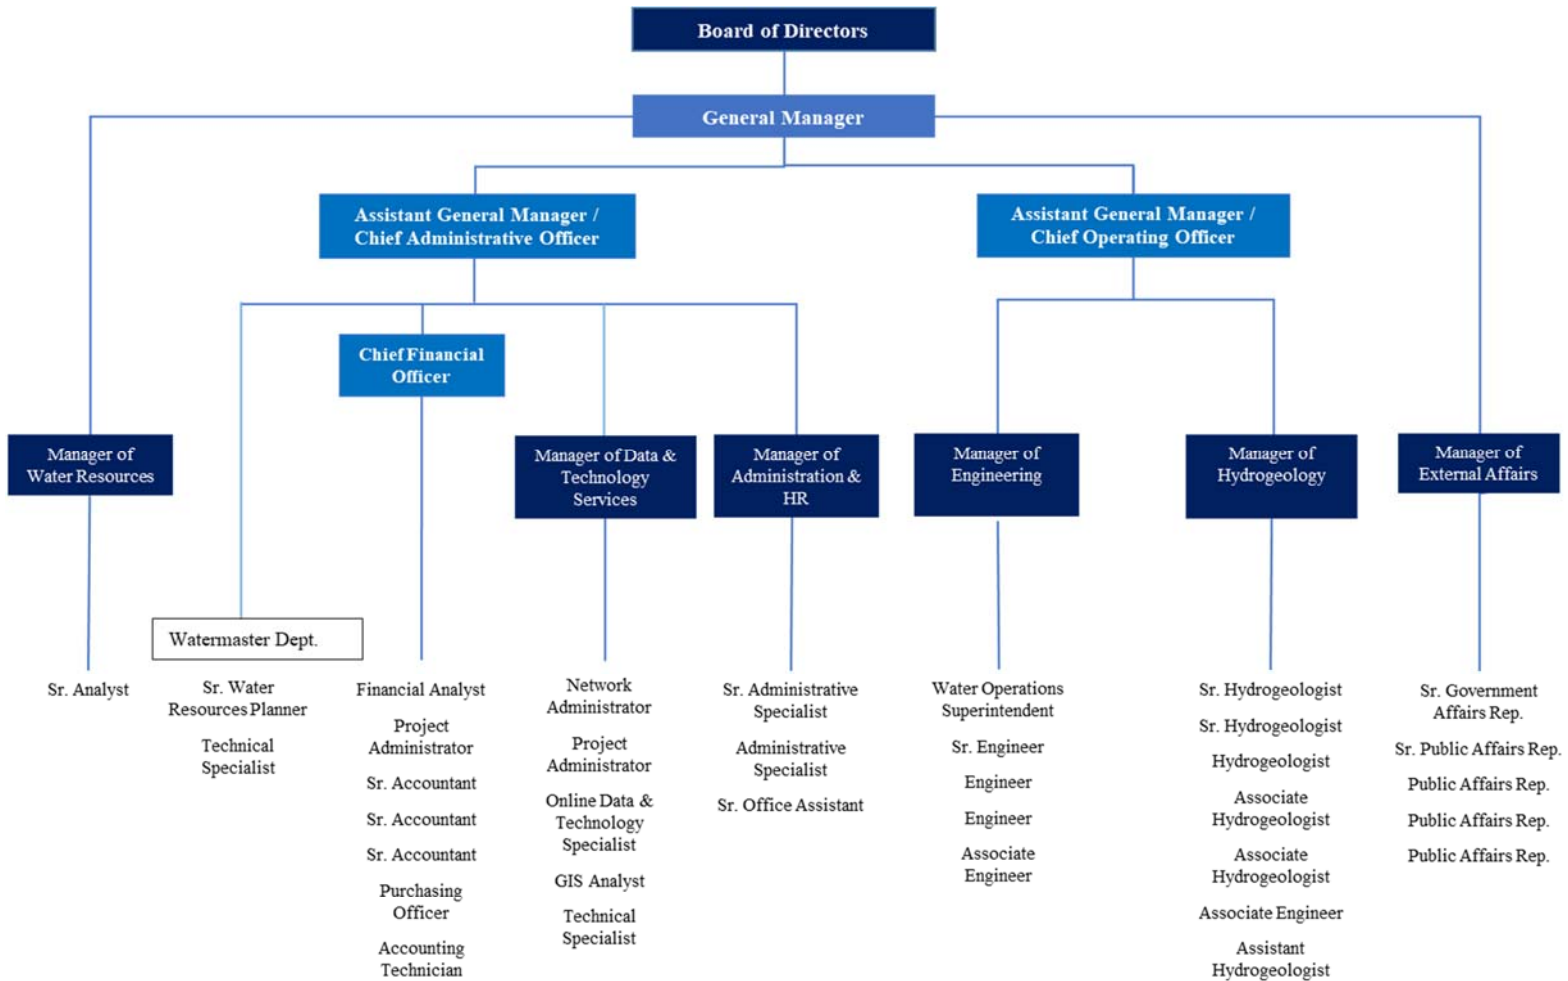 Board of Directors
General Manager
Assistant General Manager /
Chief Administrative Officer
Assistant General Manager /
Chief Operating Officer
Chief Financial
Officer
Manager of
Water Resources
Manager of Data &
Technology
Services
Manager of
Administration &
HR
Manager of
Engineering
Manager of
Hydrogeology
Manager of
External Affairs
Watermaster Dept.
Sr. Analyst
Sr. Water
Resources Planner
Technical
Specialist
Financial Analyst
Project
Administrator
Sr. Accountant
Sr. Accountant
Sr. Accountant
Purchasing
Officer
Accounting
Technician
Network
Administrator
Project
Administrator
Online Data &
Technology
Specialist
GIS Analyst
Technical
Specialist
Sr. Administrative
Specialist
Administrative
Specialist
Sr. Office Assistant
Water Operations
Superintendent
Sr. Engineer
Engineer
Engineer
Associate
Engineer
Sr. Hydrogeologist
Sr. Hydrogeologist
Hydrogeologist
Associate
Hydrogeologist
Associate
Hydrogeologist
Associate Engineer
Assistant
Hydrogeologist
Sr. Government
Affairs Rep.
Sr. Public Affairs Rep.
Public Affairs Rep.
Public Affairs Rep.
Public Affairs Rep.